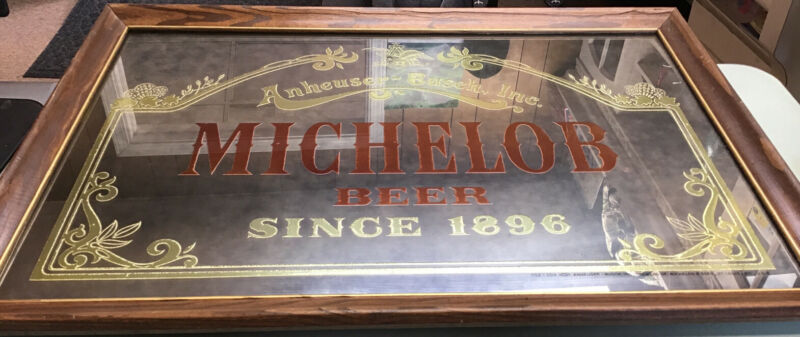 Anheuser-Busch, Inc.
MICHELOB
BEER
SINCE 1896